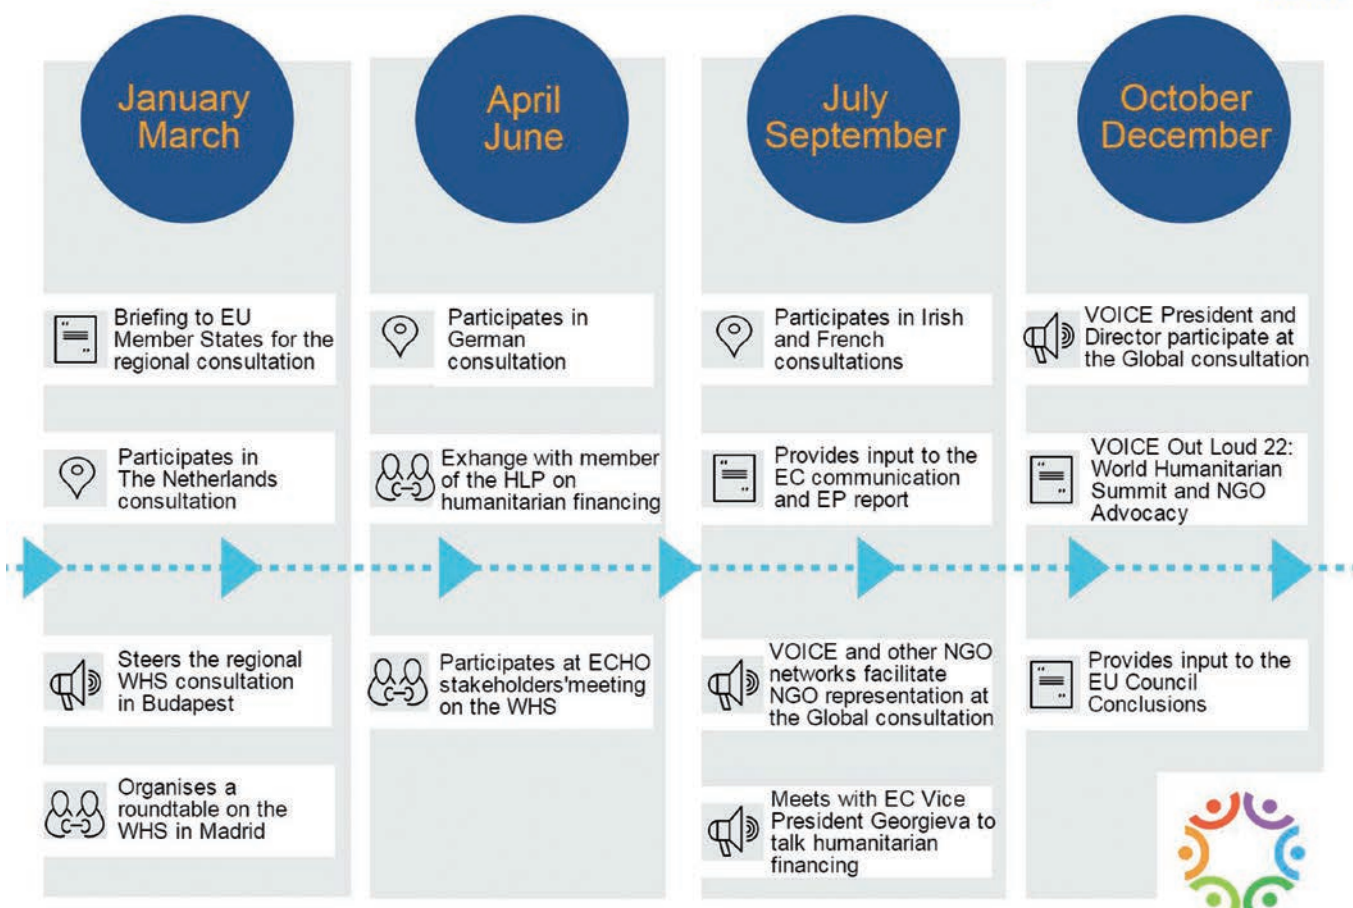 January
March
Briefing to EU
Member States for the
regional consultation
Participates in
The Netherlands
consultation
Steers the regional
WHS consultation
in Budapest
Organises a
roundtable on the
WHS in Madrid
April
June
Participates in
German
consultation
Exhange with member
of the HLP on
humanitarian financing
Participates at ECHO
stakeholders'meeting
on the WHS
July
September
Participates in Irish
and French
consultations
Provides input to the
EC communication
and EP report
VOICE and other NGO
networks facilitate
NGO representation at
the Global consultation
Meets with EC Vice
President Georgieva to
talk humanitarian
financing
October
December
VOICE President and
Director participate at
the Global consultation
VOICE Out Loud 22:
World Humanitarian
Summit and NGO
Advocacy
Provides input to the
EU Council
Conclusions